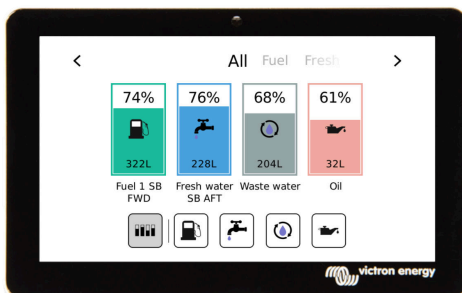 < All Fuel Fresh >
74% 76% 68% 61%
322L 228L 204L 32L
Fuel 1 SB Fresh water Waste water Oil
FWD SB AFT
victron energy